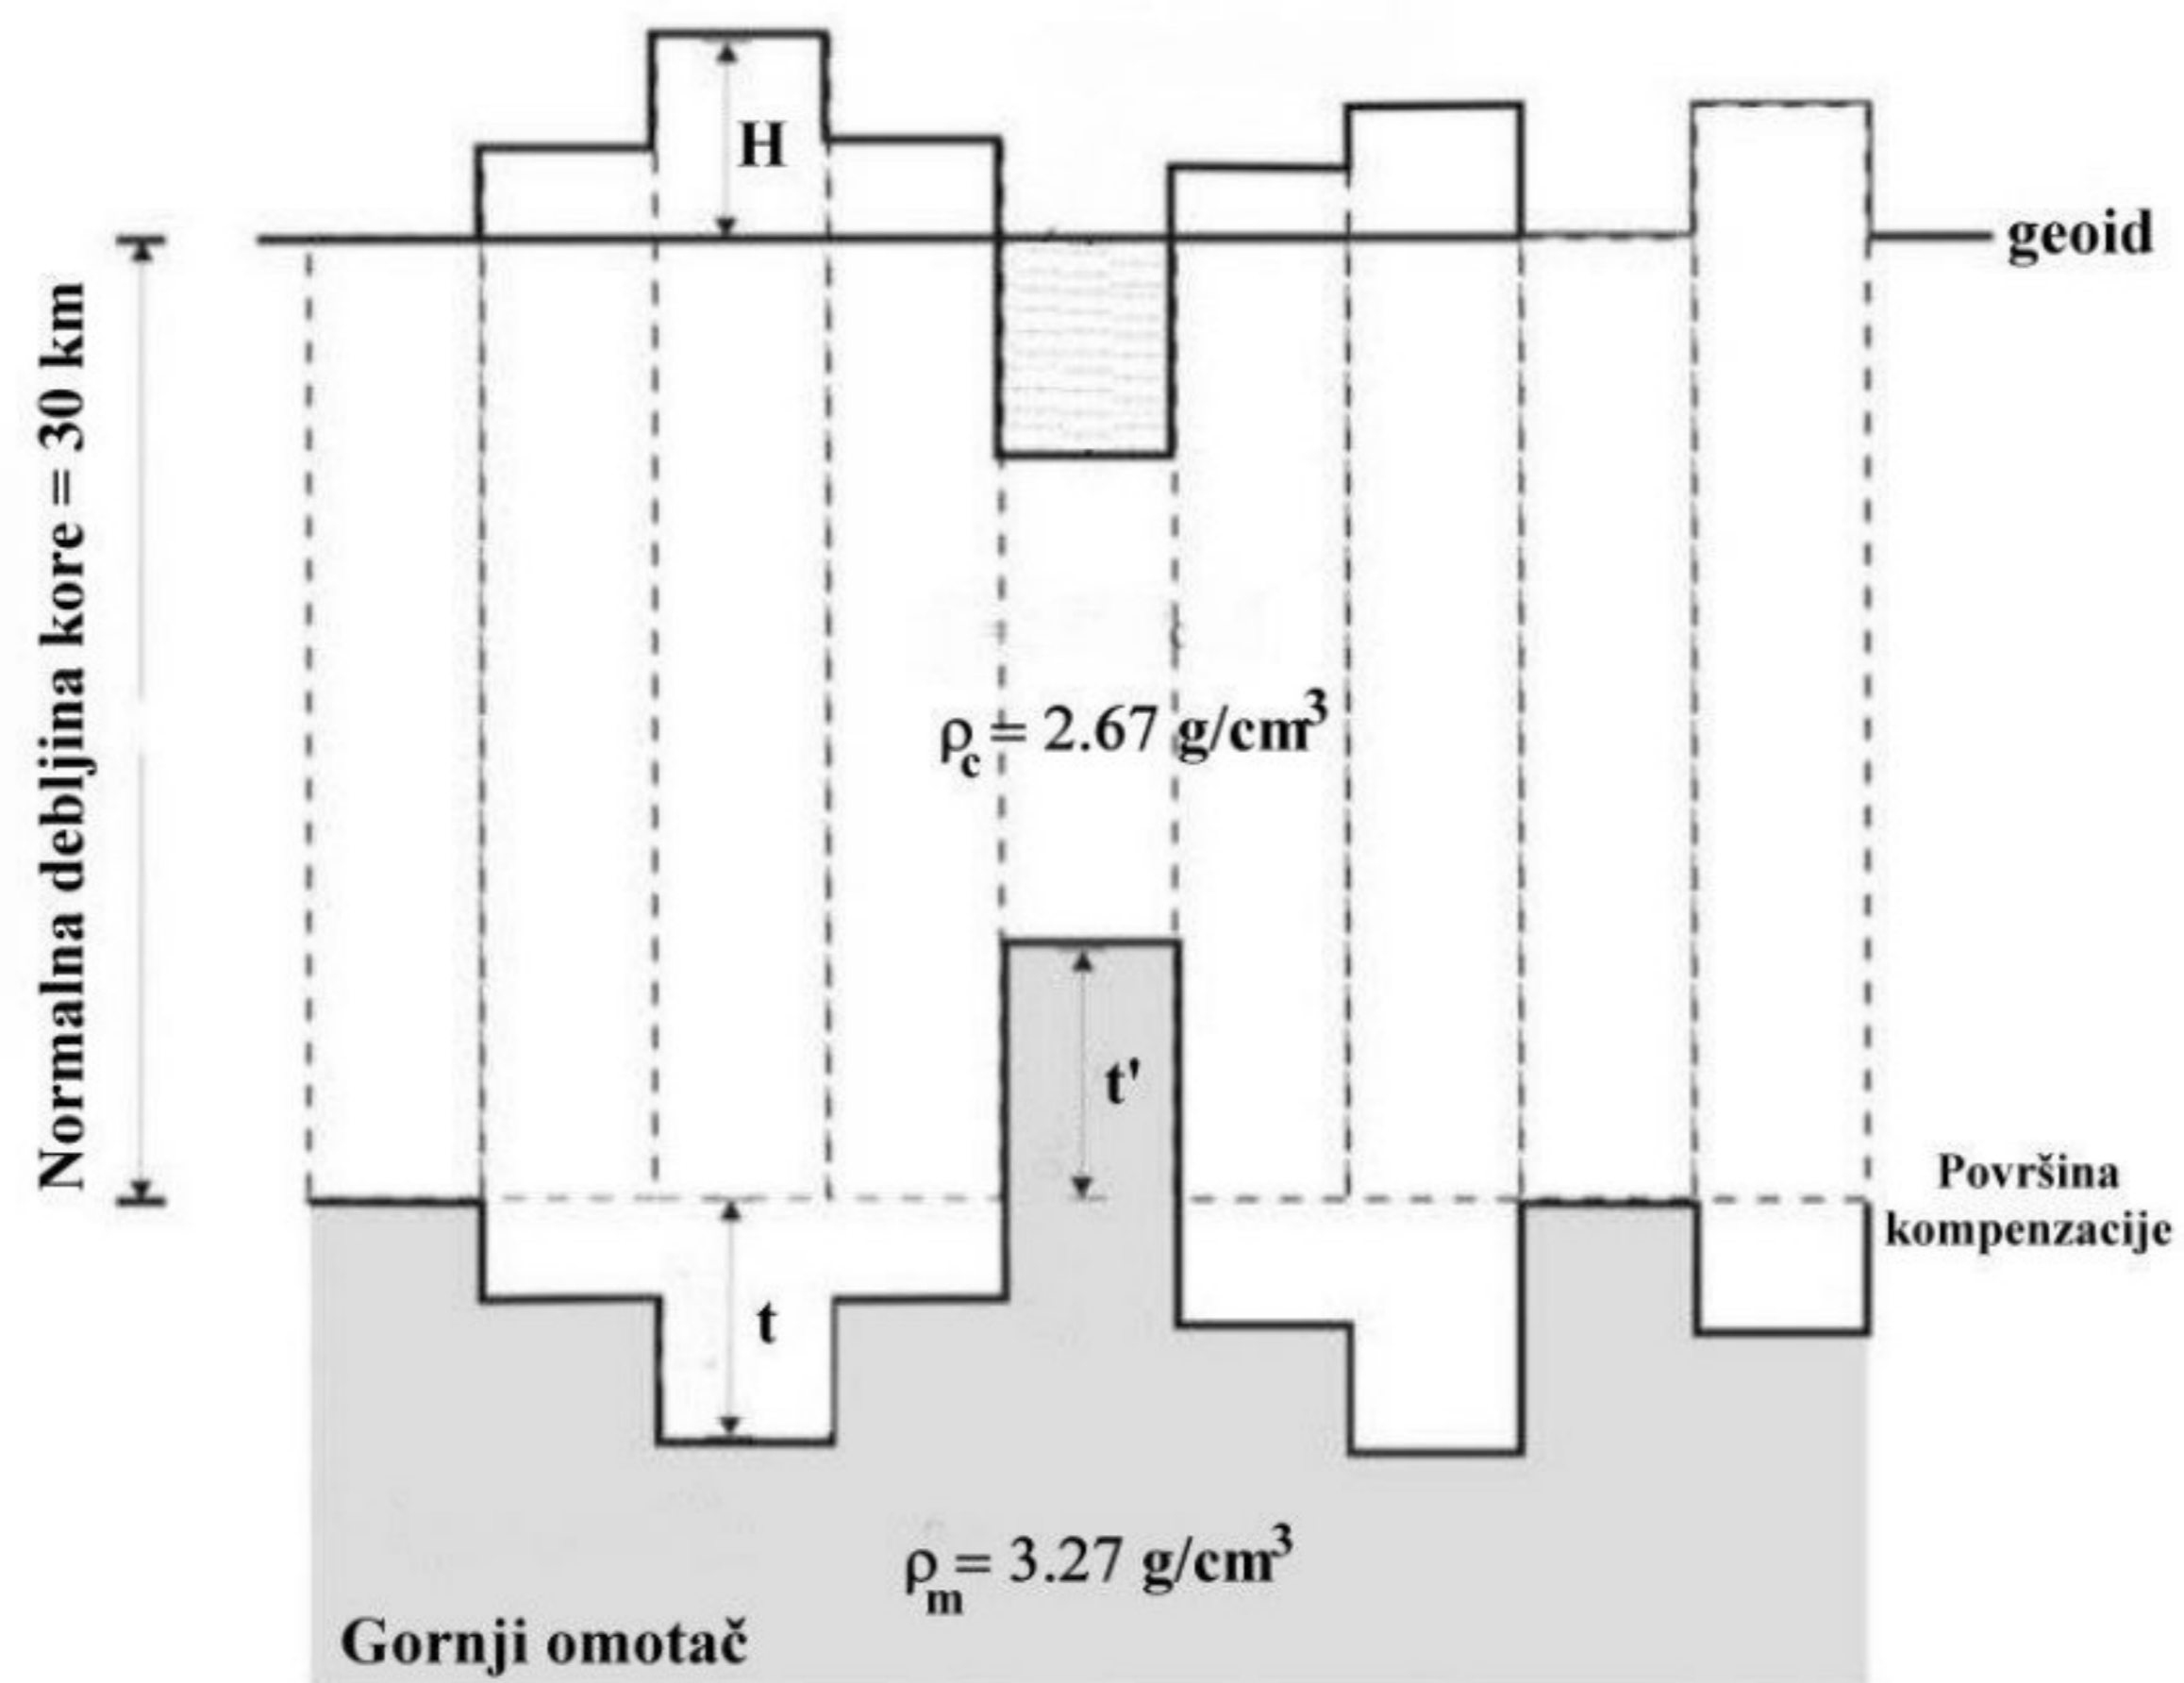 H
geoid
Normalna debljina kore = 30 km
ρc = 2.67 g/cm³
t'
Površina
kompenzacije
t
ρm = 3.27 g/cm³
Gornji omotač